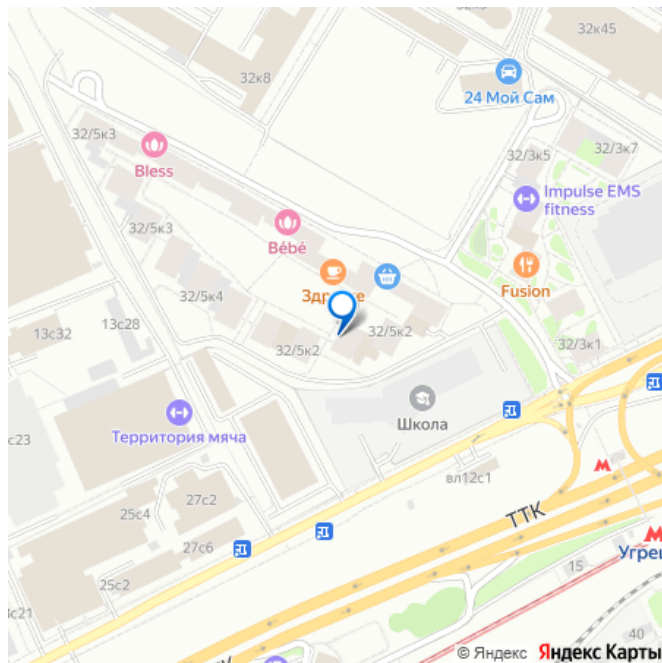 32к45
32к8
24 Мой Сам
32/5к3
32/3к7
Bless
32/3к5
Impulse EMS
fitness
32/5к3
Bébé
Fusion
32/5к4
13с28
13с32
32/5к2
32/3к1
32/5к2
Школа
Территория мяча
с23
вл12с1
27с2
25с4
ТТК
27с6
15
25с2
с21
40
© Яндекс Яндекс Карты